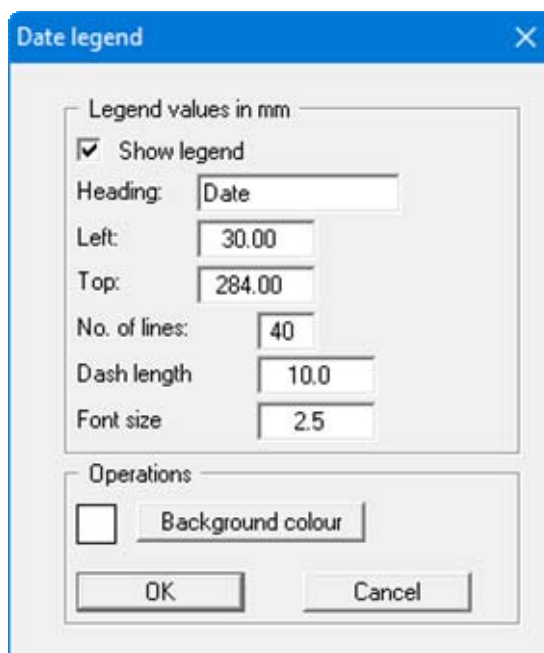 Date legend
Legend values in mm
Show legend
Heading: Date
Left: 30.00
Top: 284.00
No. of lines: 40
Dash length 10.0
Font size 2.5
Operations
Background colour
OK Cancel